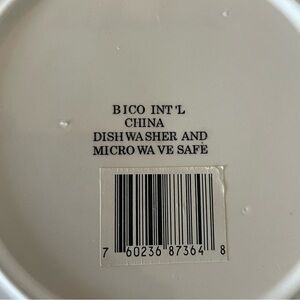 BICO INT'L
CHINA
DISHWASHER AND
MICROWAVE SAFE
7 60236 87364 8